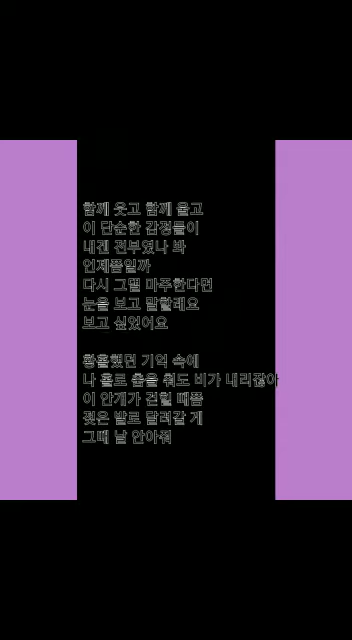 함께 웃고 함께 울고
이 단순한 감정들이
내겐 전부였나 봐
언제쯤일까
다시 그댈 마주한다면
눈을 보고 말할래요
보고 싶었어요
황홀했던 기억 속에
나 홀로 춤을 춰도 비가 내리잖아
이 안개가 걷힐 때쯤
젖은 발로 달려갈 게
그때 날 안아줘